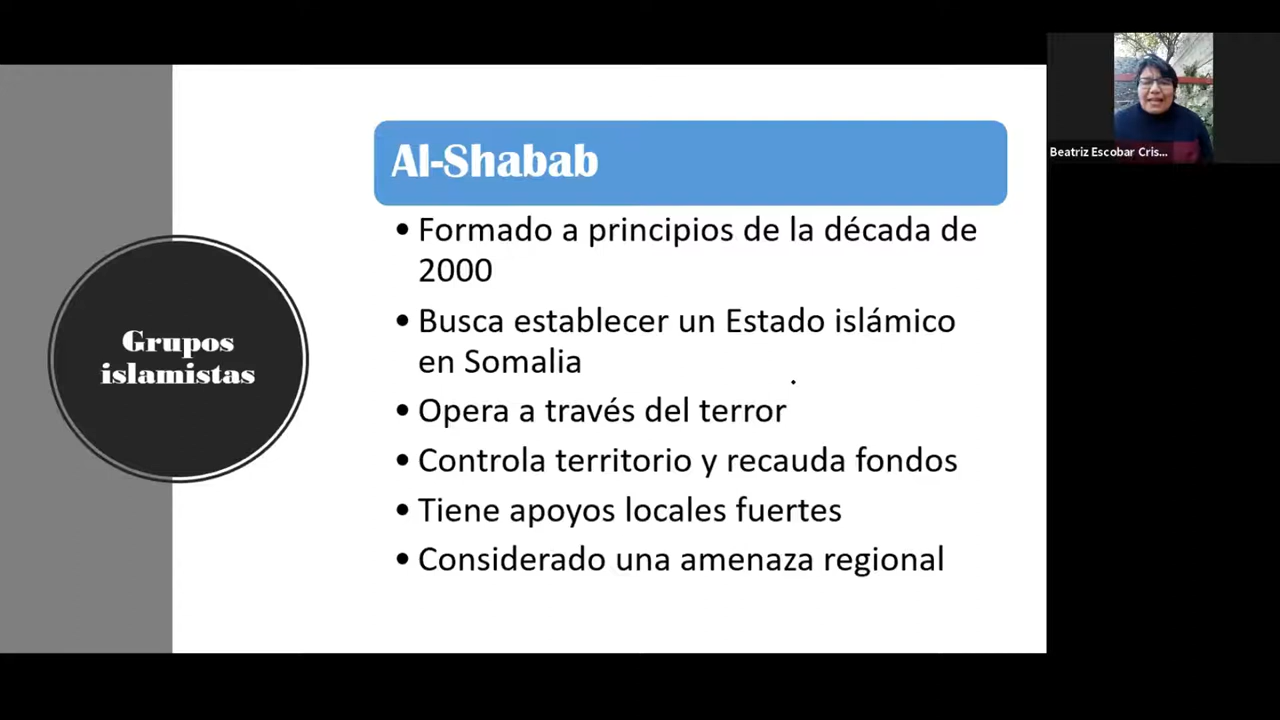 Al-Shabab
• Formado a principios de la década de
2000
• Busca establecer un Estado islámico
en Somalia
• Opera a través del terror
• Controla territorio y recauda fondos
• Tiene apoyos locales fuertes
• Considerado una amenaza regional
Grupos
islamistas
Beatriz Escobar Cris...